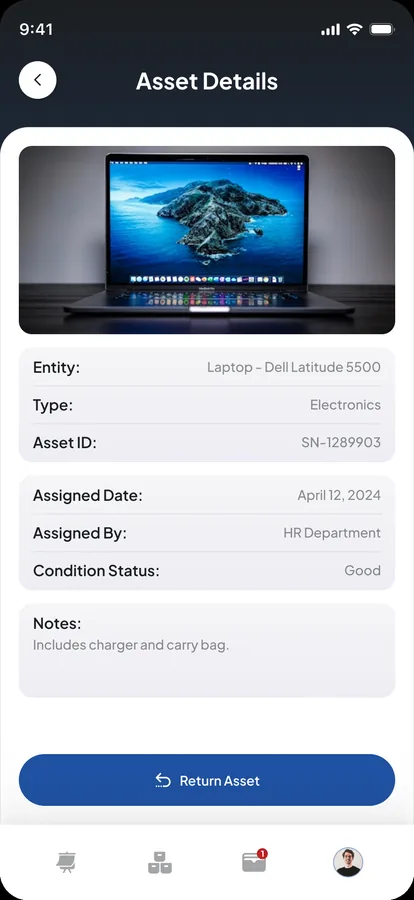 9:41
Asset Details
Entity: Laptop - Dell Latitude 5500
Type: Electronics
Asset ID: SN-1289903
Assigned Date: April 12, 2024
Assigned By: HR Department
Condition Status: Good
Notes:
Includes charger and carry bag.
Return Asset
1